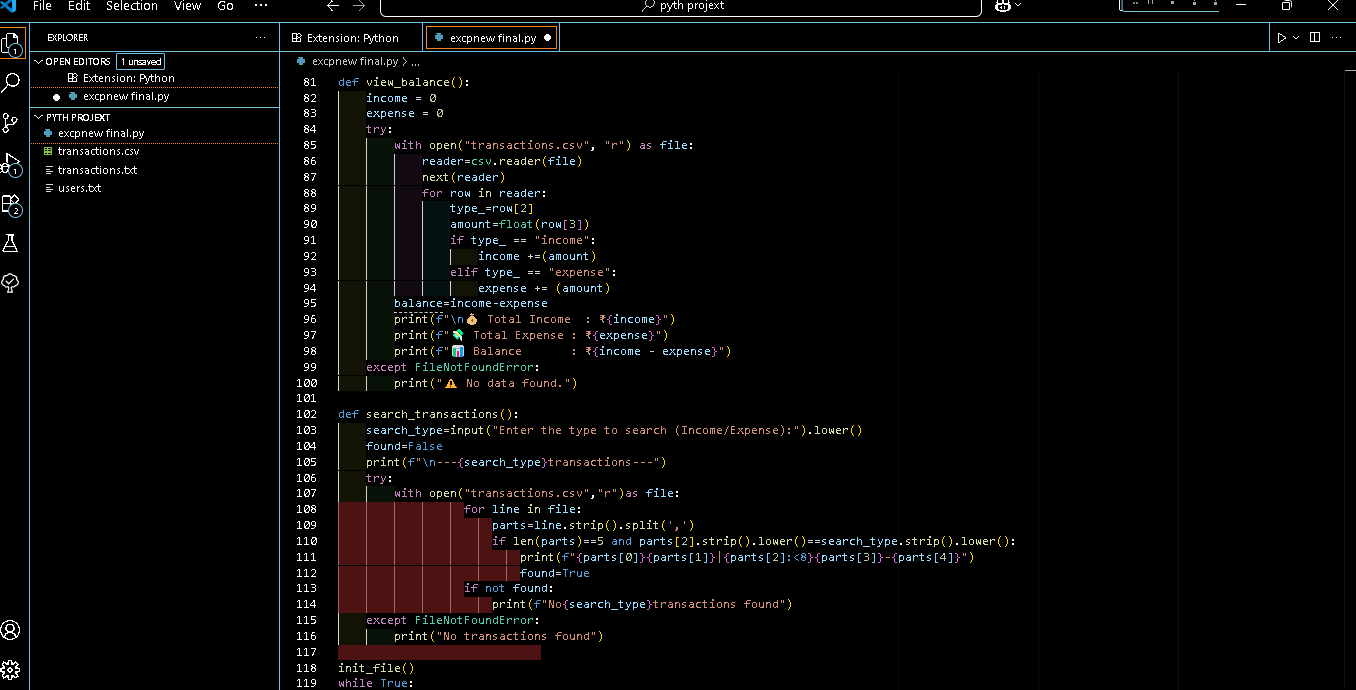 File Edit Selection View Go ... pyth projext
EXPLORER ...
OPEN EDITORS 1 unsaved
Extension: Python
excpnew final.py
PYTH PROJEXT
excpnew final.py
transactions.csv
transactions.txt
users.txt
1
1
2
Extension: Python excpnew final.py
excpnew final.py > ...
81 def view_balance():
82 income = 0
83 expense = 0
84 try:
85 with open("transactions.csv", "r") as file:
86 reader=csv.reader(file)
87 next(reader)
88 for row in reader:
89 type_=row[2]
90 amount=float(row[3])
91 if type_ == "income":
92 income +=(amount)
93 elif type_ == "expense":
94 expense += (amount)
95 balance=income-expense
96 print(f"\n💰 Total Income  : ₹{income}")
97 print(f"💸 Total Expense : ₹{expense}")
98 print(f"📊 Balance       : ₹{income - expense}")
99 except FileNotFoundError:
100 print("⚠️ No data found.")
101
102 def search_transactions():
103 search_type=input("Enter the type to search (Income/Expense):").lower()
104 found=False
105 print(f"\n---{search_type}transactions---")
106 try:
107 with open("transactions.csv","r")as file:
108 for line in file:
109 parts=line.strip().split(',')
110 if len(parts)==5 and parts[2].strip().lower()==search_type.strip().lower():
111 print(f"{parts[0]}{parts[1]}|{parts[2]:<8}{parts[3]}-{parts[4]}")
112 found=True
113 if not found:
114 print(f"No{search_type}transactions found")
115 except FileNotFoundError:
116 print("No transactions found")
117
118 init_file()
119 while True: